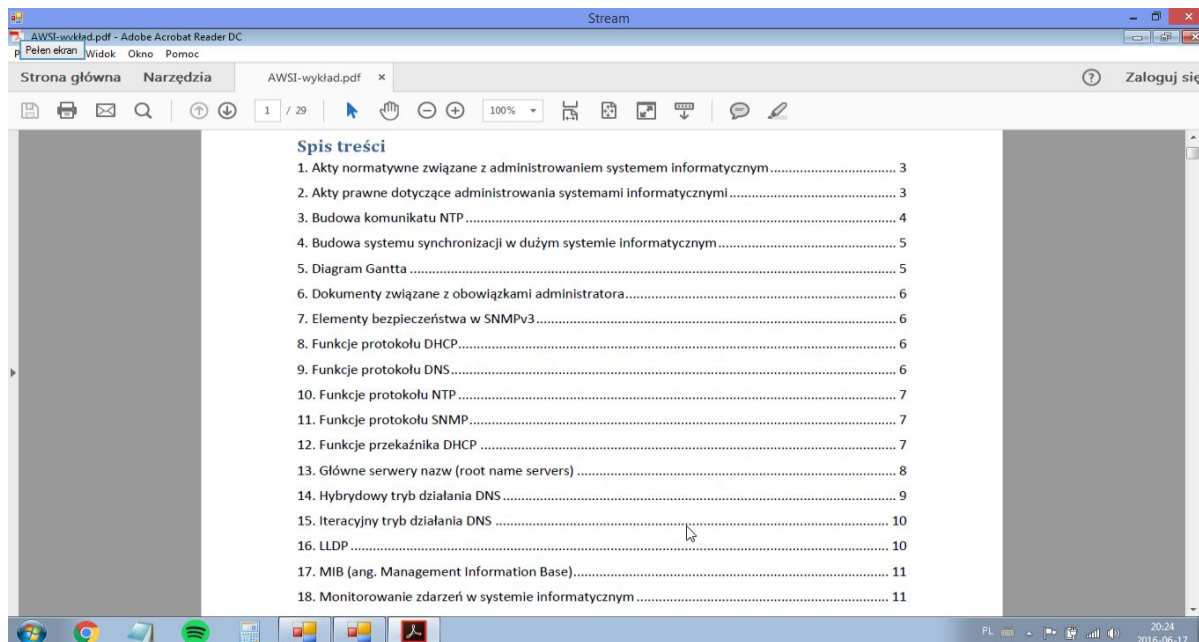 Stream
AWSI-wykład.pdf - Adobe Acrobat Reader DC
Pełen ekran
Widok Okno Pomoc
Strona główna Narzędzia AWSI-wykład.pdf × ? Zaloguj się
1 / 29 100%
Spis treści
1. Akty normatywne związane z administrowaniem systemem informatycznym 3
2. Akty prawne dotyczące administrowania systemami informatycznymi 3
3. Budowa komunikatu NTP 4
4. Budowa systemu synchronizacji w dużym systemie informatycznym 5
5. Diagram Gantta 5
6. Dokumenty związane z obowiązkami administratora 6
7. Elementy bezpieczeństwa w SNMPv3 6
8. Funkcje protokołu DHCP 6
9. Funkcje protokołu DNS 6
10. Funkcje protokołu NTP 7
11. Funkcje protokołu SNMP 7
12. Funkcje przekaźnika DHCP 7
13. Główne serwery nazw (root name servers) 8
14. Hybrydowy tryb działania DNS 9
15. Iteracyjny tryb działania DNS 10
16. LLDP 10
17. MIB (ang. Management Information Base) 11
18. Monitorowanie zdarzeń w systemie informatycznym 11
PL
20:24